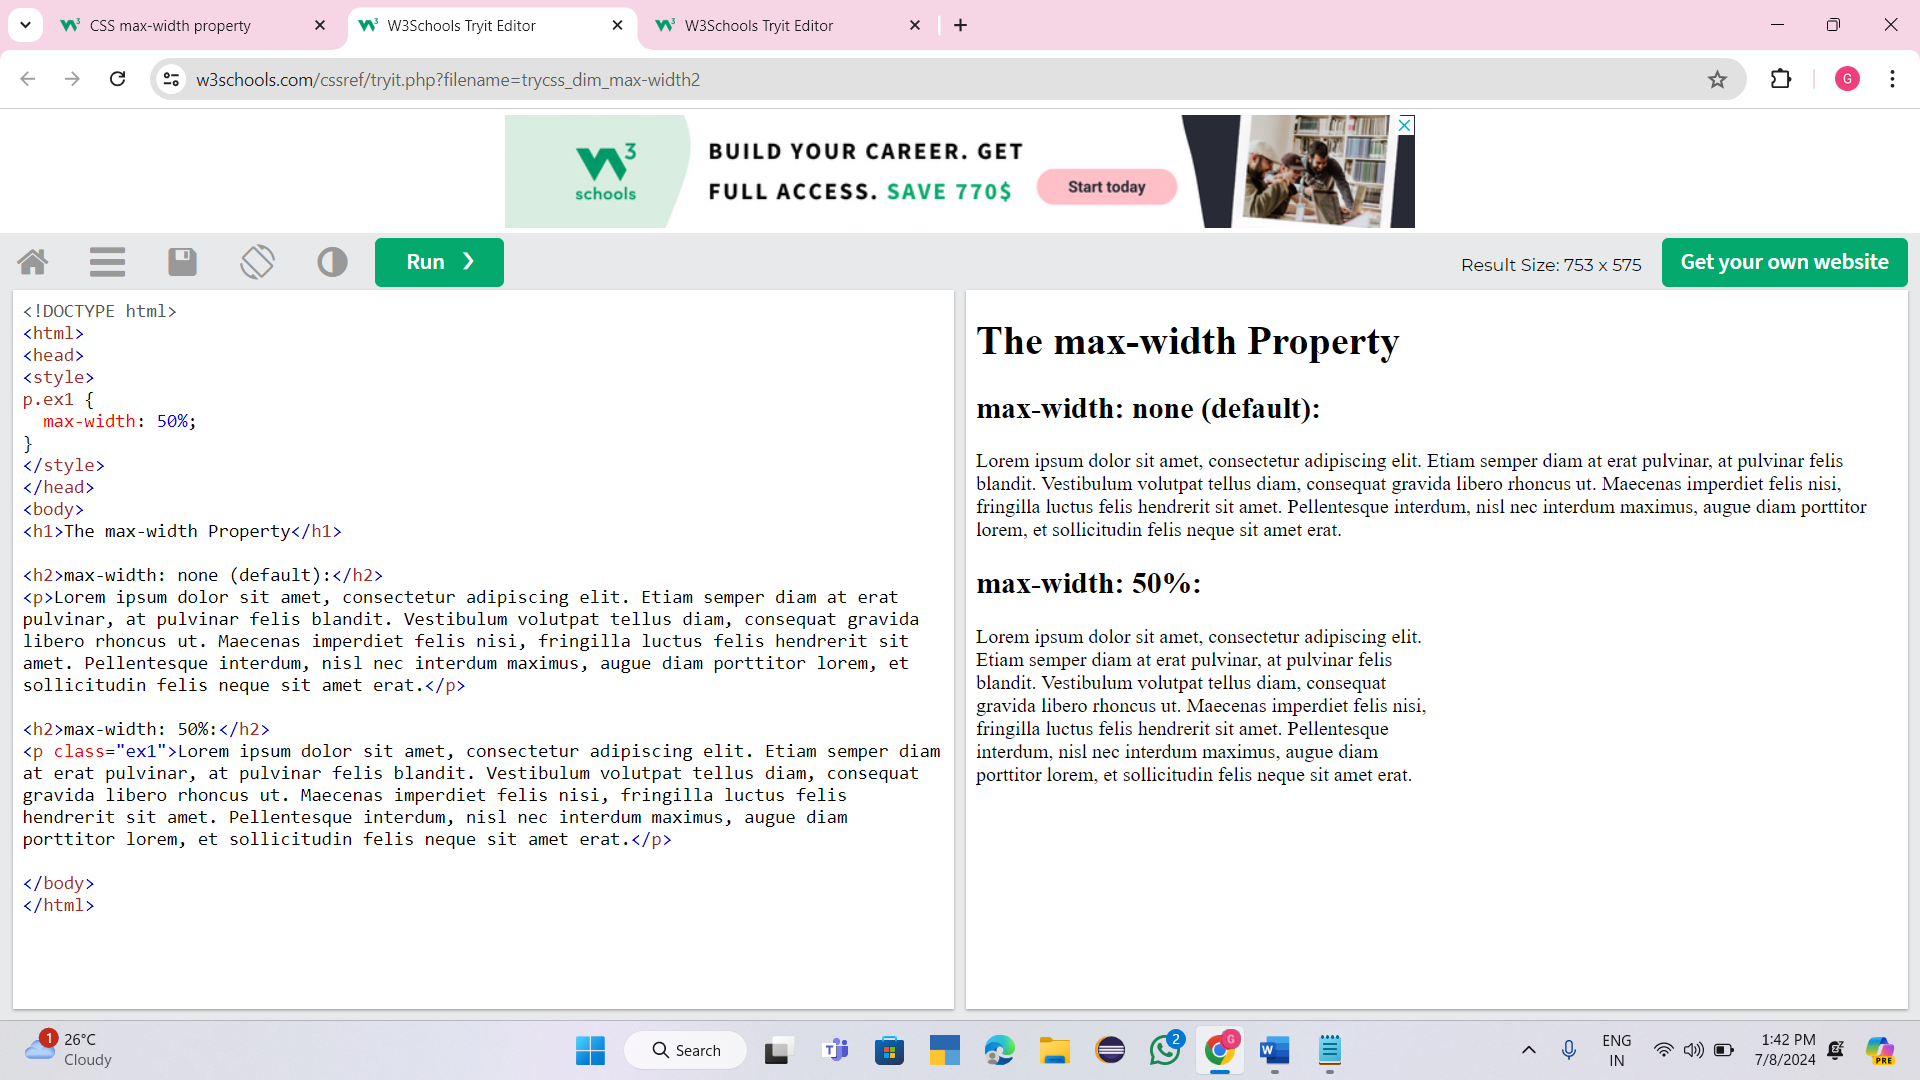 CSS max-width property
W3Schools Tryit Editor
W3Schools Tryit Editor
w3schools.com/cssref/tryit.php?filename=trycss_dim_max-width2
G
W3
schools
BUILD YOUR CAREER. GET
FULL ACCESS. SAVE 770$
Start today
Run ❯
Result Size: 753 x 575
Get your own website
<!DOCTYPE html>
<html>
<head>
<style>
p.ex1 {
  max-width: 50%;
}
</style>
</head>
<body>
<h1>The max-width Property</h1>
<h2>max-width: none (default):</h2>
<p>Lorem ipsum dolor sit amet, consectetur adipiscing elit. Etiam semper diam at erat
pulvinar, at pulvinar felis blandit. Vestibulum volutpat tellus diam, consequat gravida
libero rhoncus ut. Maecenas imperdiet felis nisi, fringilla luctus felis hendrerit sit
amet. Pellentesque interdum, nisl nec interdum maximus, augue diam porttitor lorem, et
sollicitudin felis neque sit amet erat.</p>
<h2>max-width: 50%:</h2>
<p class="ex1">Lorem ipsum dolor sit amet, consectetur adipiscing elit. Etiam semper diam
at erat pulvinar, at pulvinar felis blandit. Vestibulum volutpat tellus diam, consequat
gravida libero rhoncus ut. Maecenas imperdiet felis nisi, fringilla luctus felis
hendrerit sit amet. Pellentesque interdum, nisl nec interdum maximus, augue diam
porttitor lorem, et sollicitudin felis neque sit amet erat.</p>
</body>
</html>
The max-width Property
max-width: none (default):
Lorem ipsum dolor sit amet, consectetur adipiscing elit. Etiam semper diam at erat pulvinar, at pulvinar felis
blandit. Vestibulum volutpat tellus diam, consequat gravida libero rhoncus ut. Maecenas imperdiet felis nisi,
fringilla luctus felis hendrerit sit amet. Pellentesque interdum, nisl nec interdum maximus, augue diam porttitor
lorem, et sollicitudin felis neque sit amet erat.
max-width: 50%:
Lorem ipsum dolor sit amet, consectetur adipiscing elit.
Etiam semper diam at erat pulvinar, at pulvinar felis
blandit. Vestibulum volutpat tellus diam, consequat
gravida libero rhoncus ut. Maecenas imperdiet felis nisi,
fringilla luctus felis hendrerit sit amet. Pellentesque
interdum, nisl nec interdum maximus, augue diam
porttitor lorem, et sollicitudin felis neque sit amet erat.
1
26°C
Cloudy
Search
2
G
W
ENG
IN
1:42 PM
7/8/2024
PRE